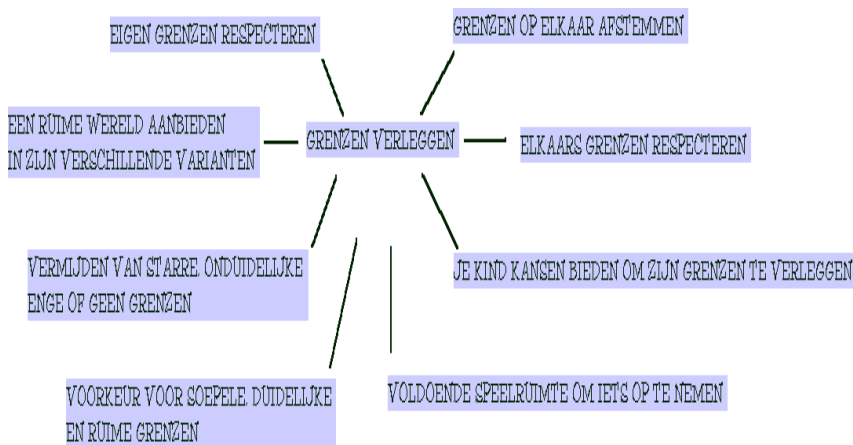 EIGEN GRENZEN RESPECTEREN
GRENZEN OP ELKAAR AFSTEMMEN
EEN RUIME WERELD AANBIEDEN
IN ZIJN VERSCHILLENDE VARIANTEN
GRENZEN VERLEGGEN
ELKAARS GRENZEN RESPECTEREN
VERMIJDEN VAN STARRE, ONDUIDELIJKE
ENGE OF GEEN GRENZEN
JE KIND KANSEN BIEDEN OM ZIJN GRENZEN TE VERLEGGEN
VOORKEUR VOOR SOEPELE, DUIDELIJKE
EN RUIME GRENZEN
VOLDOENDE SPEELRUIMTE OM IETS OP TE NEMEN